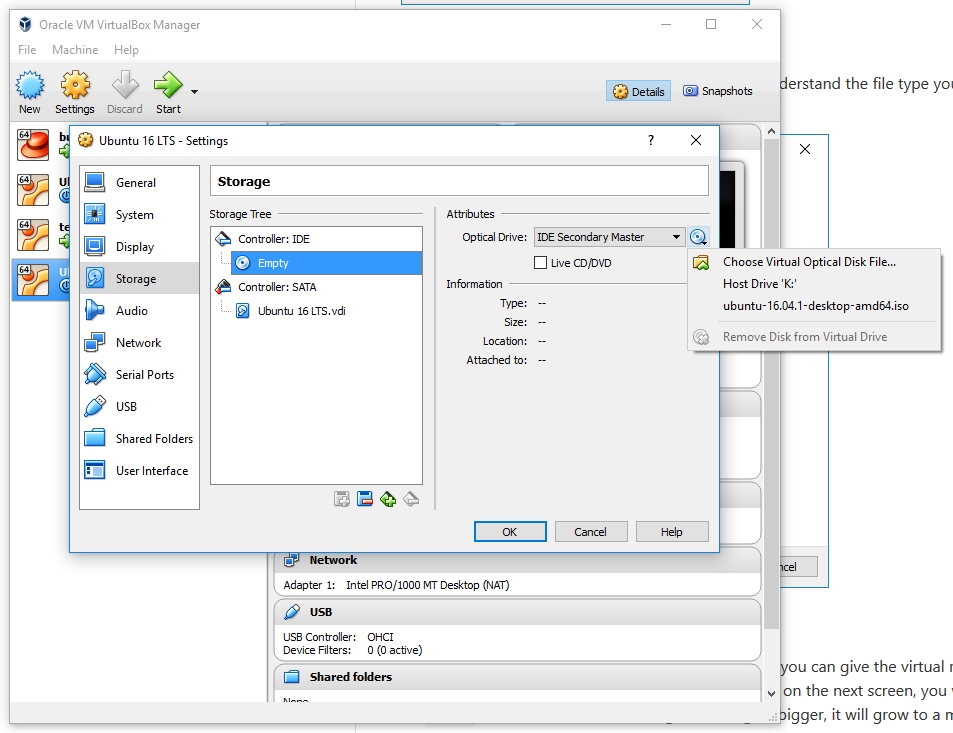 Oracle VM VirtualBox Manager
File Machine Help
New Settings Discard Start Details Snapshots
derstand the file type you
64
64
64
64
Ubuntu 16 LTS - Settings
?
General
System
Display
Storage
Audio
Network
Serial Ports
USB
Shared Folders
User Interface
Storage
Storage Tree
Controller: IDE
Empty
Controller: SATA
Ubuntu 16 LTS.vdi
Attributes
Optical Drive: IDE Secondary Master
Live CD/DVD
Information
Type: --
Size: --
Location: --
Attached to: --
Choose Virtual Optical Disk File...
Host Drive 'K:'
ubuntu-16.04.1-desktop-amd64.iso
Remove Disk from Virtual Drive
OK Cancel Help
ncel
Network
Adapter 1: Intel PRO/1000 MT Desktop (NAT)
USB
USB Controller: OHCI
Device Filters: 0 (0 active)
Shared folders
None
you can give the virtual
on the next screen, you
bigger, it will grow to a m